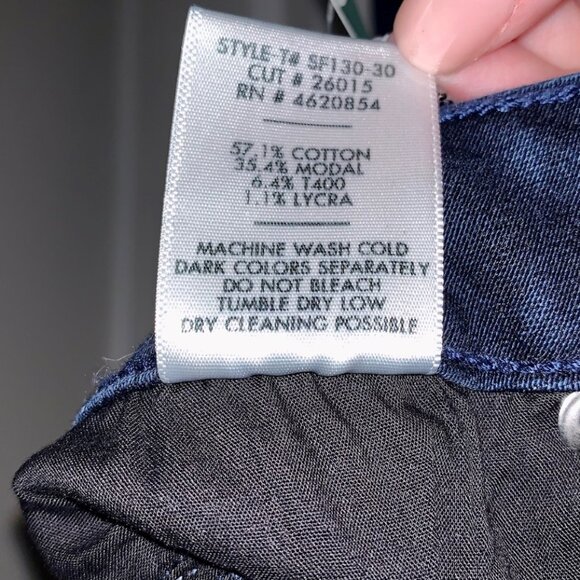 STYLE-T# SF130-30
CUT # 26015
RN # 4620854
57.1% COTTON
35.4% MODAL
6.4% T400
1.1% LYCRA
MACHINE WASH COLD
DARK COLORS SEPARATELY
DO NOT BLEACH
TUMBLE DRY LOW
DRY CLEANING POSSIBLE